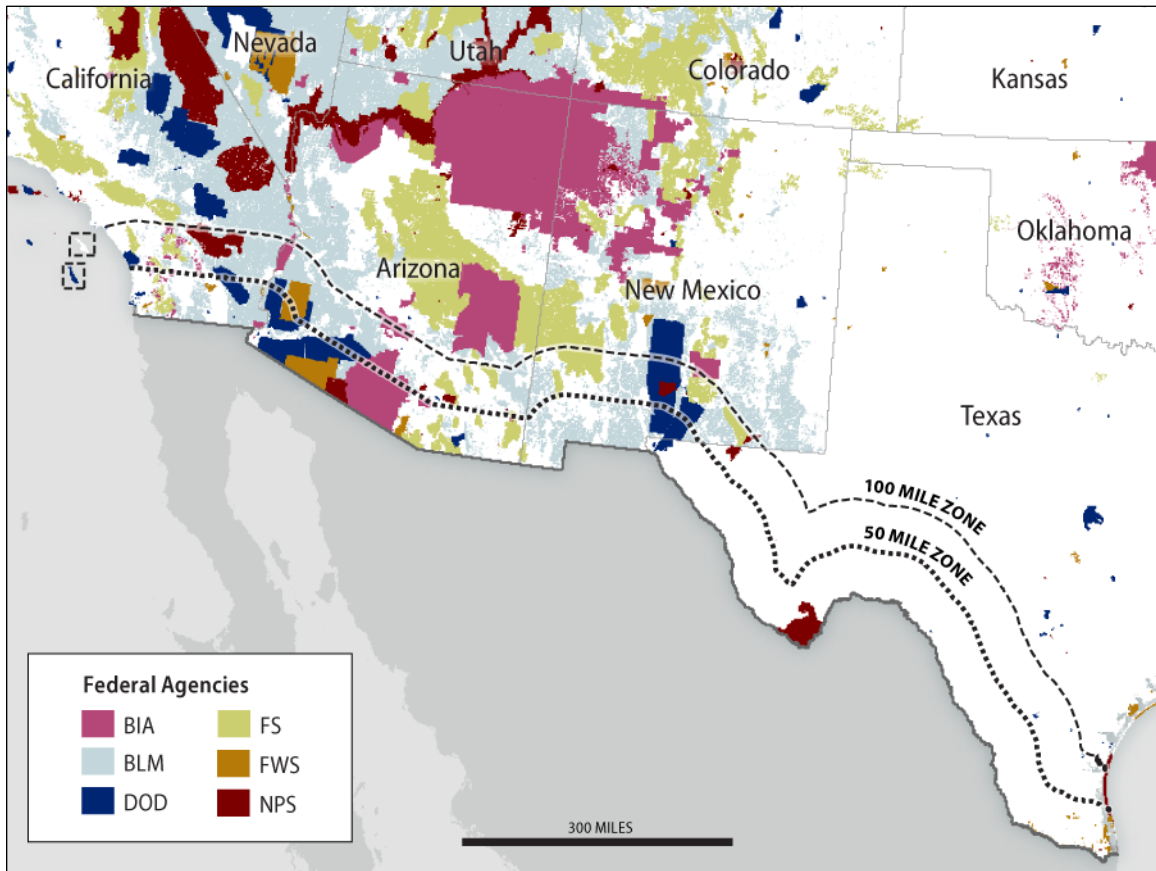 Nevada
Utah
California
Colorado
Kansas
Oklahoma
Arizona
New Mexico
Texas
100 MILE ZONE
50 MILE ZONE
Federal Agencies
BIA
FS
BLM
FWS
DOD
NPS
300 MILES